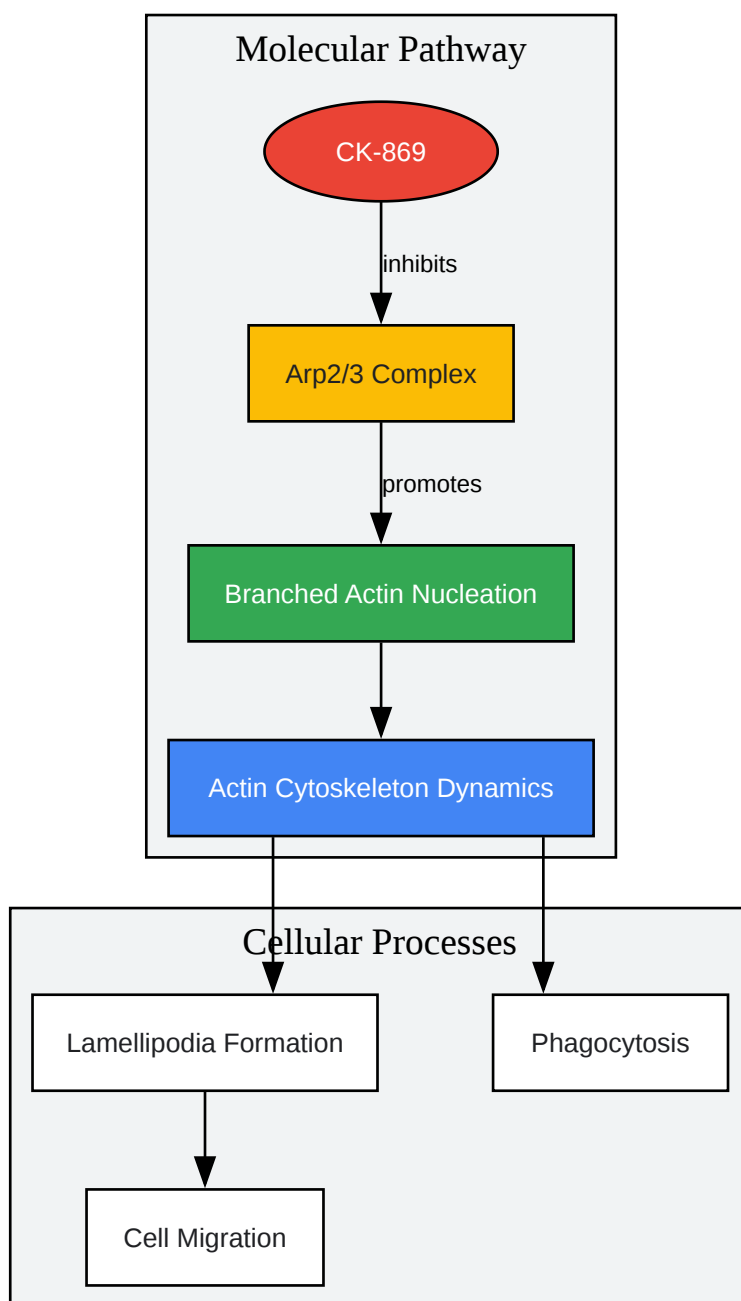 Molecular Pathway
CK-869
inhibits
Arp2/3 Complex
promotes
Branched Actin Nucleation
Actin Cytoskeleton Dynamics
Cellular Processes
Lamellipodia Formation
Phagocytosis
Cell Migration